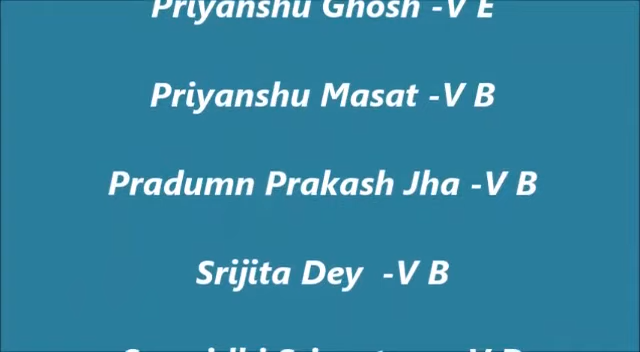 Priyanshu Ghosh -V E
Priyanshu Masat -V B
Pradumn Prakash Jha -V B
Srijita Dey -V B